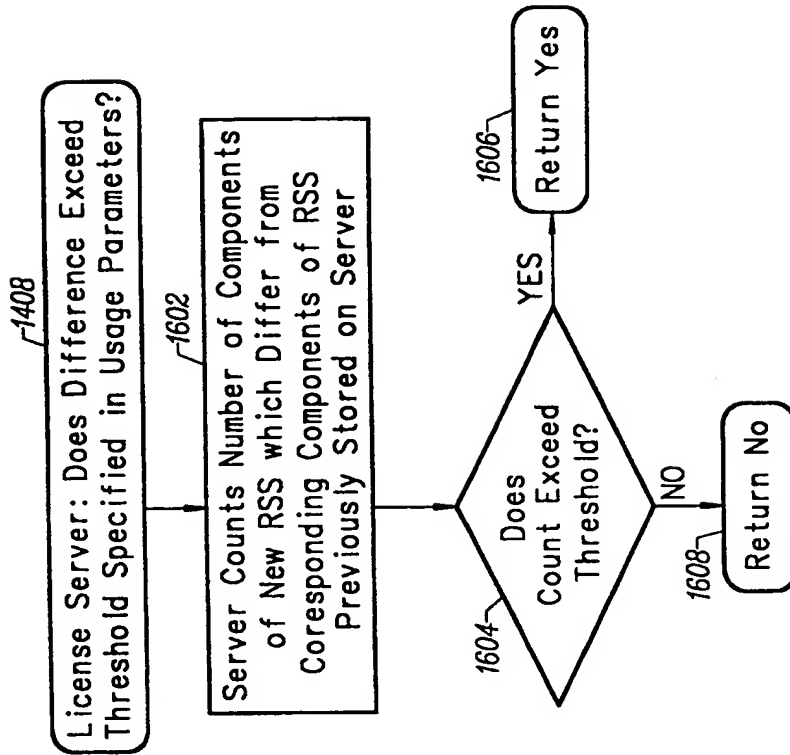 1408
License Server: Does Difference Exceed
Threshold Specified in Usage Parameters?
1602
Server Counts Number of Components
of New RSS which Differ from
Coresponding Components of RSS
Previously Stored on Server
1604
Does
Count Exceed
Threshold?
YES
1606
Return Yes
NO
1608
Return No